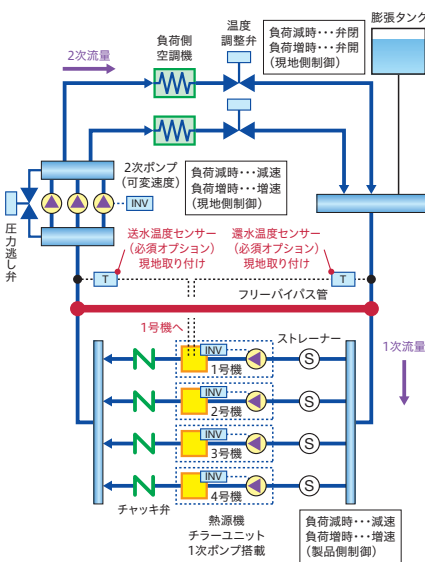 膨張タンク
負荷側
空調機
温度
調整弁
負荷減時・・・弁閉
負荷増時・・・弁開
(現地側制御)
2次流量
2次ポンプ
(可変速度)
負荷減時・・・減速
負荷増時・・・増速
(現地側制御)
INV
圧力逃し弁
送水温度センサー
(必須オプション)
現地取り付け
還水温度センサー
(必須オプション)
現地取り付け
T
T
フリーバイパス管
1号機へ
ストレーナー
1次流量
INV
1号機
S
INV
2号機
S
INV
3号機
S
INV
4号機
S
チャッキ弁
熱源機
チラーユニット
1次ポンプ搭載
負荷減時・・・減速
負荷増時・・・増速
(製品側制御)